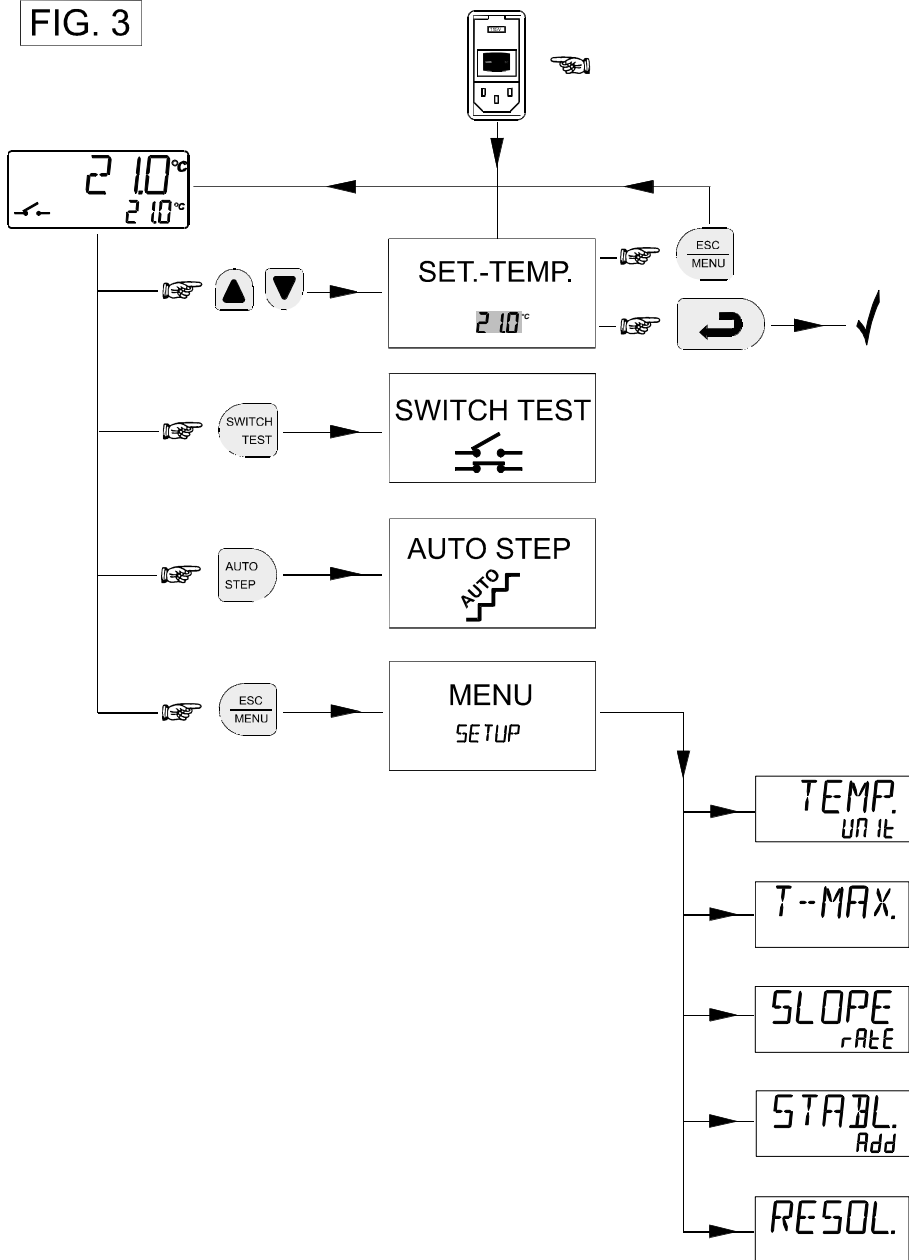 FIG. 3
21.0 °C
21.0 °C
SET.-TEMP.
21.0 °C
ESC
MENU
SWITCH
TEST
SWITCH TEST
AUTO
STEP
AUTO STEP
AUTO
ESC
MENU
MENU
SETUP
TEMP.
UnIt
T--MAX.
SLOPE
rAtE
STABL.
Add
RESOL.